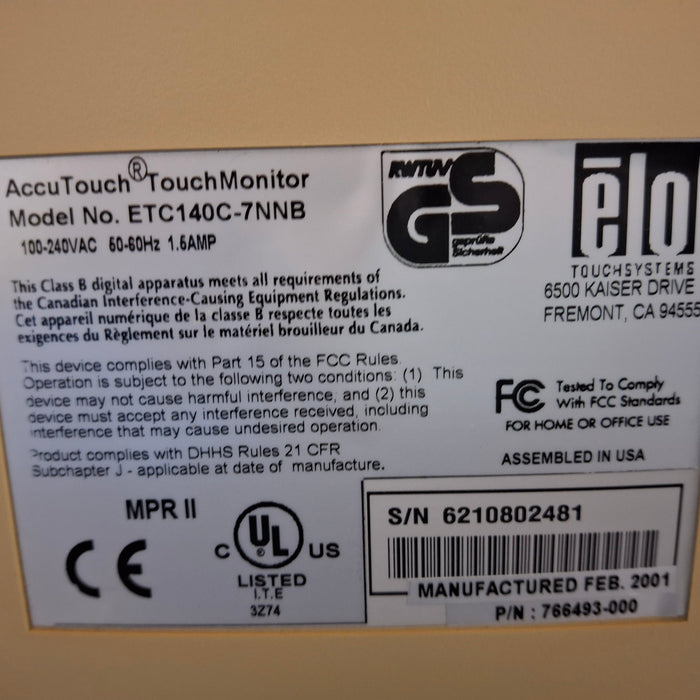 AccuTouch® TouchMonitor
Model No. ETC140C-7NNB
100-240VAC 50-60Hz 1.5AMP
This Class B digital apparatus meets all requirements of
the Canadian Interference-Causing Equipment Regulations.
Cet appareil numérique de la classe B respecte toutes les
exigences du Règlement sur le matériel brouilleur du Canada.
This device complies with Part 15 of the FCC Rules.
Operation is subject to the following two conditions: (1) This
device may not cause harmful interference, and (2) this
device must accept any interference received, including
interference that may cause undesired operation.
Product complies with DHHS Rules 21 CFR
Subchapter J - applicable at date of manufacture.
RWTUV
GS
geprüfte
Sicherheit
ēlo
TOUCHSYSTEMS
6500 KAISER DRIVE
FREMONT, CA 94555
FC Tested To Comply
With FCC Standards
FOR HOME OR OFFICE USE
ASSEMBLED IN USA
MPR II
CE
C UL ® US
LISTED
I.T.E
3Z74
S/N 6210802481
MANUFACTURED FEB. 2001
P/N : 766493-000